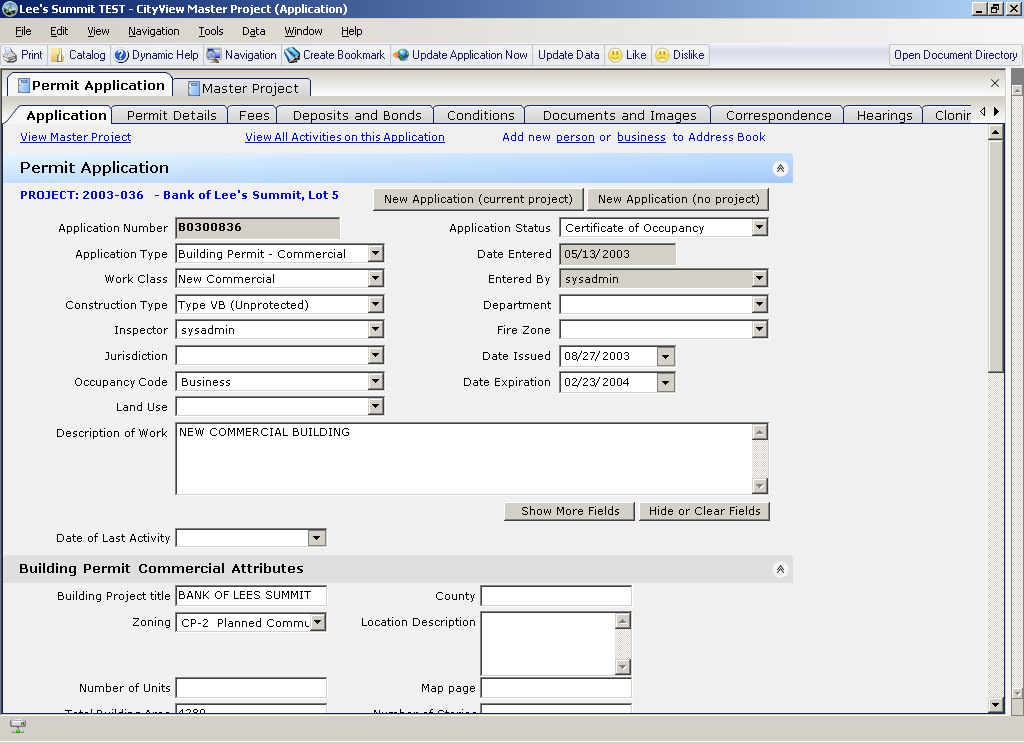 Lee's Summit TEST - CityView Master Project (Application)
File Edit View Navigation Tools Data Window Help
Print Catalog Dynamic Help Navigation Create Bookmark Update Application Now Update Data Like Dislike Open Document Directory
Permit Application Master Project
Application Permit Details Fees Deposits and Bonds Conditions Documents and Images Correspondence Hearings Clonin
View Master Project View All Activities on this Application Add new person or business to Address Book
Permit Application
PROJECT: 2003-036 - Bank of Lee's Summit, Lot 5 New Application (current project) New Application (no project)
Application Number B0300836 Application Status Certificate of Occupancy
Application Type Building Permit - Commercial Date Entered 05/13/2003
Work Class New Commercial Entered By sysadmin
Construction Type Type VB (Unprotected) Department
Inspector sysadmin Fire Zone
Jurisdiction Date Issued 08/27/2003
Occupancy Code Business Date Expiration 02/23/2004
Land Use
Description of Work NEW COMMERCIAL BUILDING
Show More Fields Hide or Clear Fields
Date of Last Activity
Building Permit Commercial Attributes
Building Project title BANK OF LEES SUMMIT County
Zoning CP-2 Planned Commu Location Description
Number of Units Map page
Total Building Area 4280 Number of Stories